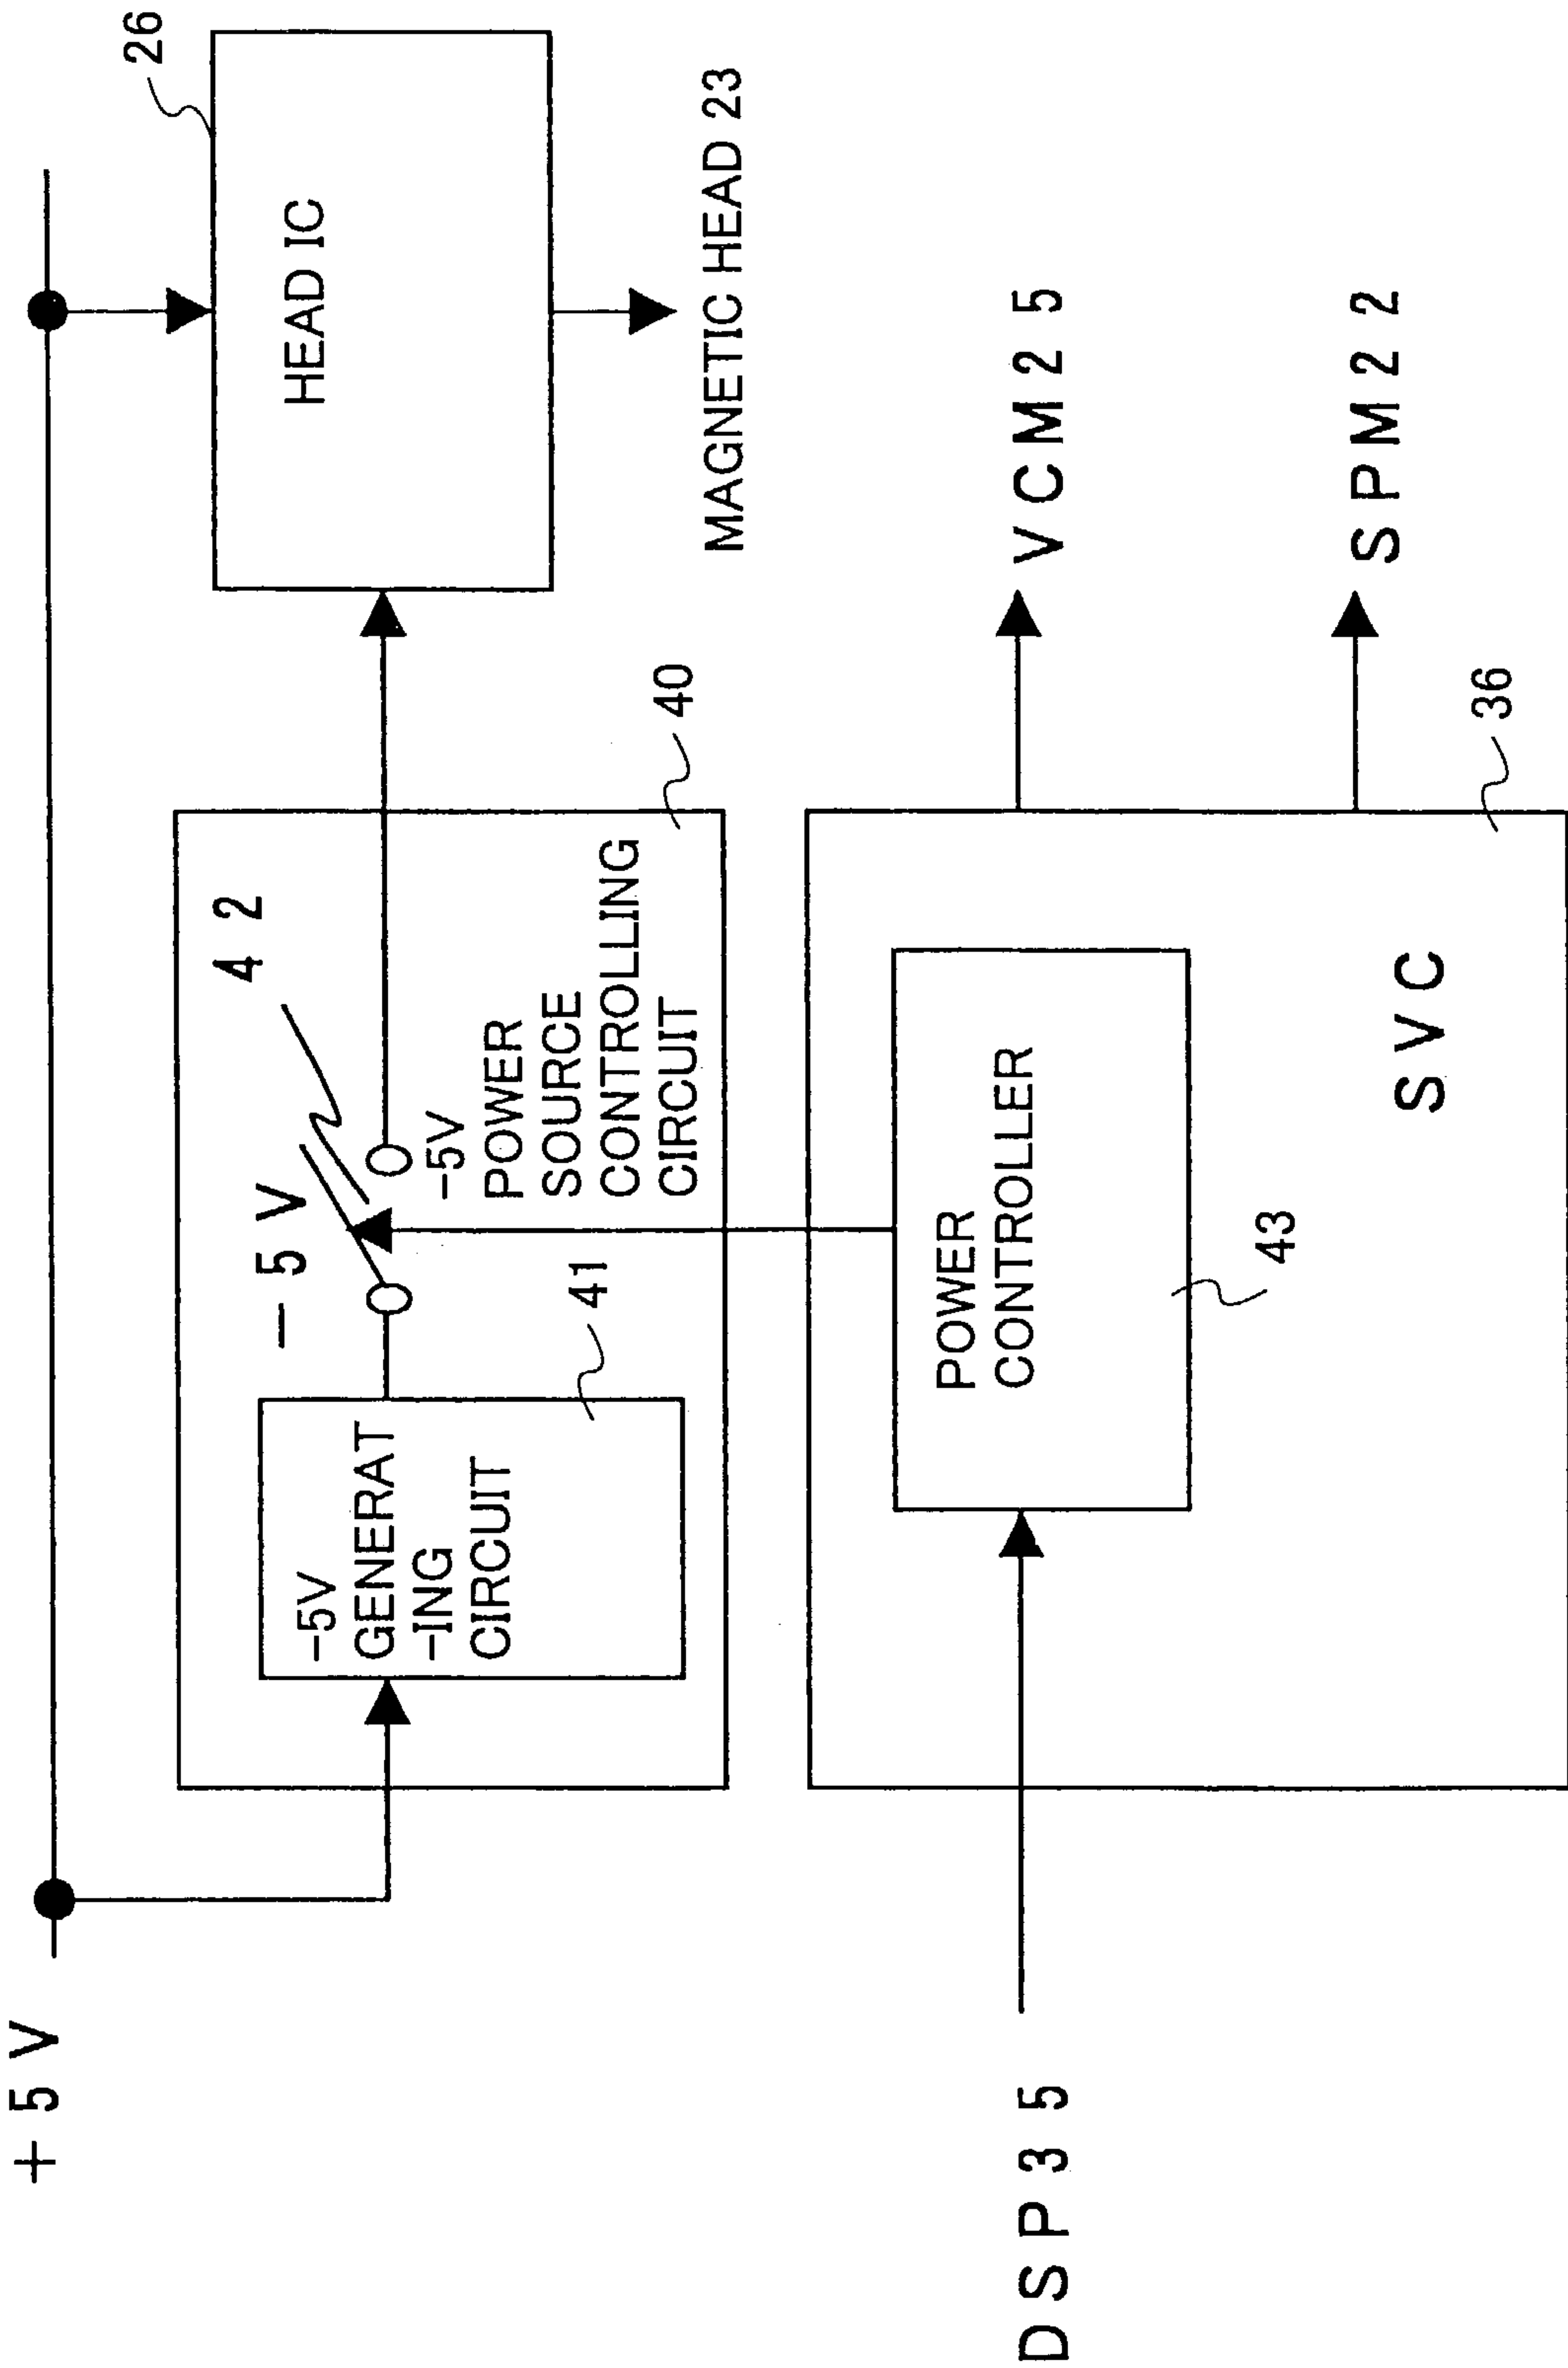 +5V
26
HEAD IC
MAGNETIC HEAD 23
-5V
42
-5V
GENERAT
-ING
CIRCUIT
41
-5V
POWER
SOURCE
CONTROLLING
CIRCUIT
40
DSP35
POWER
CONTROLLER
43
SVC
36
VCM25
SPM22